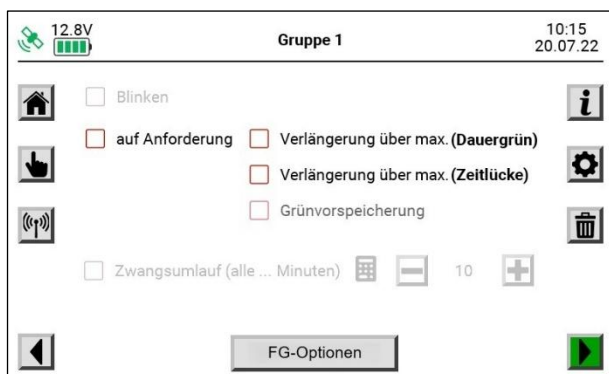 12.8V
Gruppe 1
10:15
20.07.22
Blinken
auf Anforderung
Verlängerung über max. (Dauergrün)
Verlängerung über max. (Zeitlücke)
Grünvorspeicherung
Zwangsumlauf (alle ... Minuten)
10
FG-Optionen